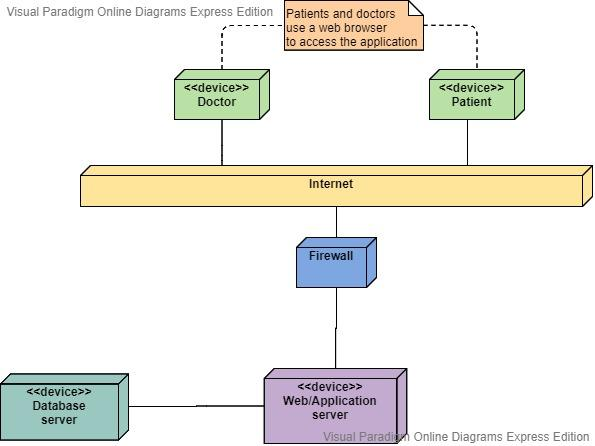 Visual Paradigm Online Diagrams Express Edition
Patients and doctors
use a web browser
to access the application
<<device>>
Doctor
<<device>>
Patient
Internet
Firewall
<<device>>
Database
server
<<device>>
Web/Application
server
Visual Paradigm Online Diagrams Express Edition